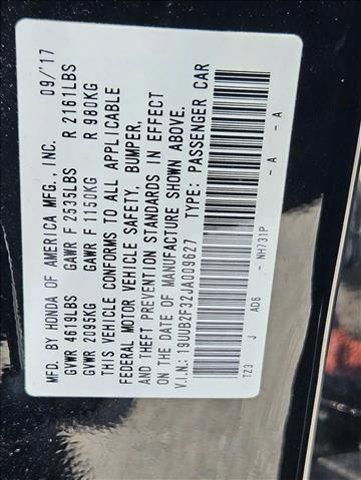 MFD. BY HONDA OF AMERICA MFG., INC. 09/'17
GVWR 4619LBS GAWR F 2535LBS R 2161LBS
GVWR 2095KG GAWR F 1150KG R 980KG
THIS VEHICLE CONFORMS TO ALL APPLICABLE
FEDERAL MOTOR VEHICLE SAFETY, BUMPER,
AND THEFT PREVENTION STANDARDS IN EFFECT
ON THE DATE OF MANUFACTURE SHOWN ABOVE.
V.I.N.: 19UUB2F32JA009627 TYPE: PASSENGER CAR
TZ3 J AD6 - NH731P - A - A